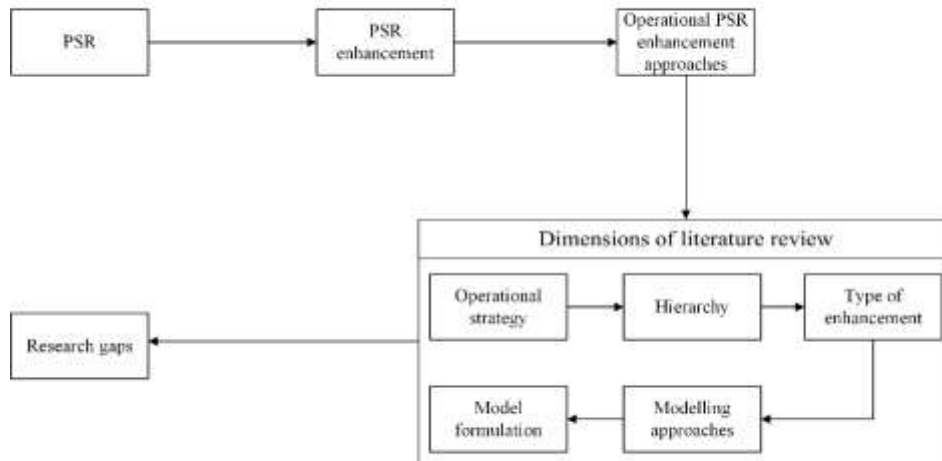 PSR
PSR
enhancement
Operational PSR
enhancement
approaches
Dimensions of literature review
Operational
strategy
Hierarchy
Type of
enhancement
Research gaps
Model
formulation
Modelling
approaches